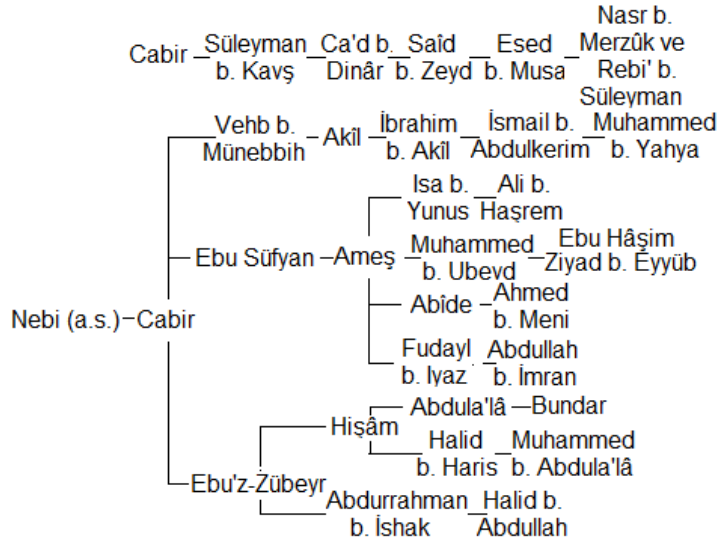 Cabir
Süleyman
b. Kavş
Ca'd b.
Dinâr
Saîd
b. Zeyd
Esed
b. Musa
Nasr b.
Merzûk ve
Rebi' b.
Süleyman
Vehb b.
Münebbih
Akîl
İbrahim
b. Akîl
İsmail b.
Abdulkerim
Muhammed
b. Yahya
Isa b.
Yunus
Ali b.
Haşrem
Ebu Süfyan
Ameş
Muhammed
b. Ubeyd
Ebu Hâşim
Ziyad b. Eyyüb
Nebi (a.s.)
Cabir
Abîde
Ahmed
b. Meni
Fudayl
b. Iyaz
Abdullah
b. İmran
Hişâm
Abdula'lâ
Bundar
Halid
b. Haris
Muhammed
b. Abdula'lâ
Ebu'z-Zübeyr
Abdurrahman
b. İshak
Halid b.
Abdullah